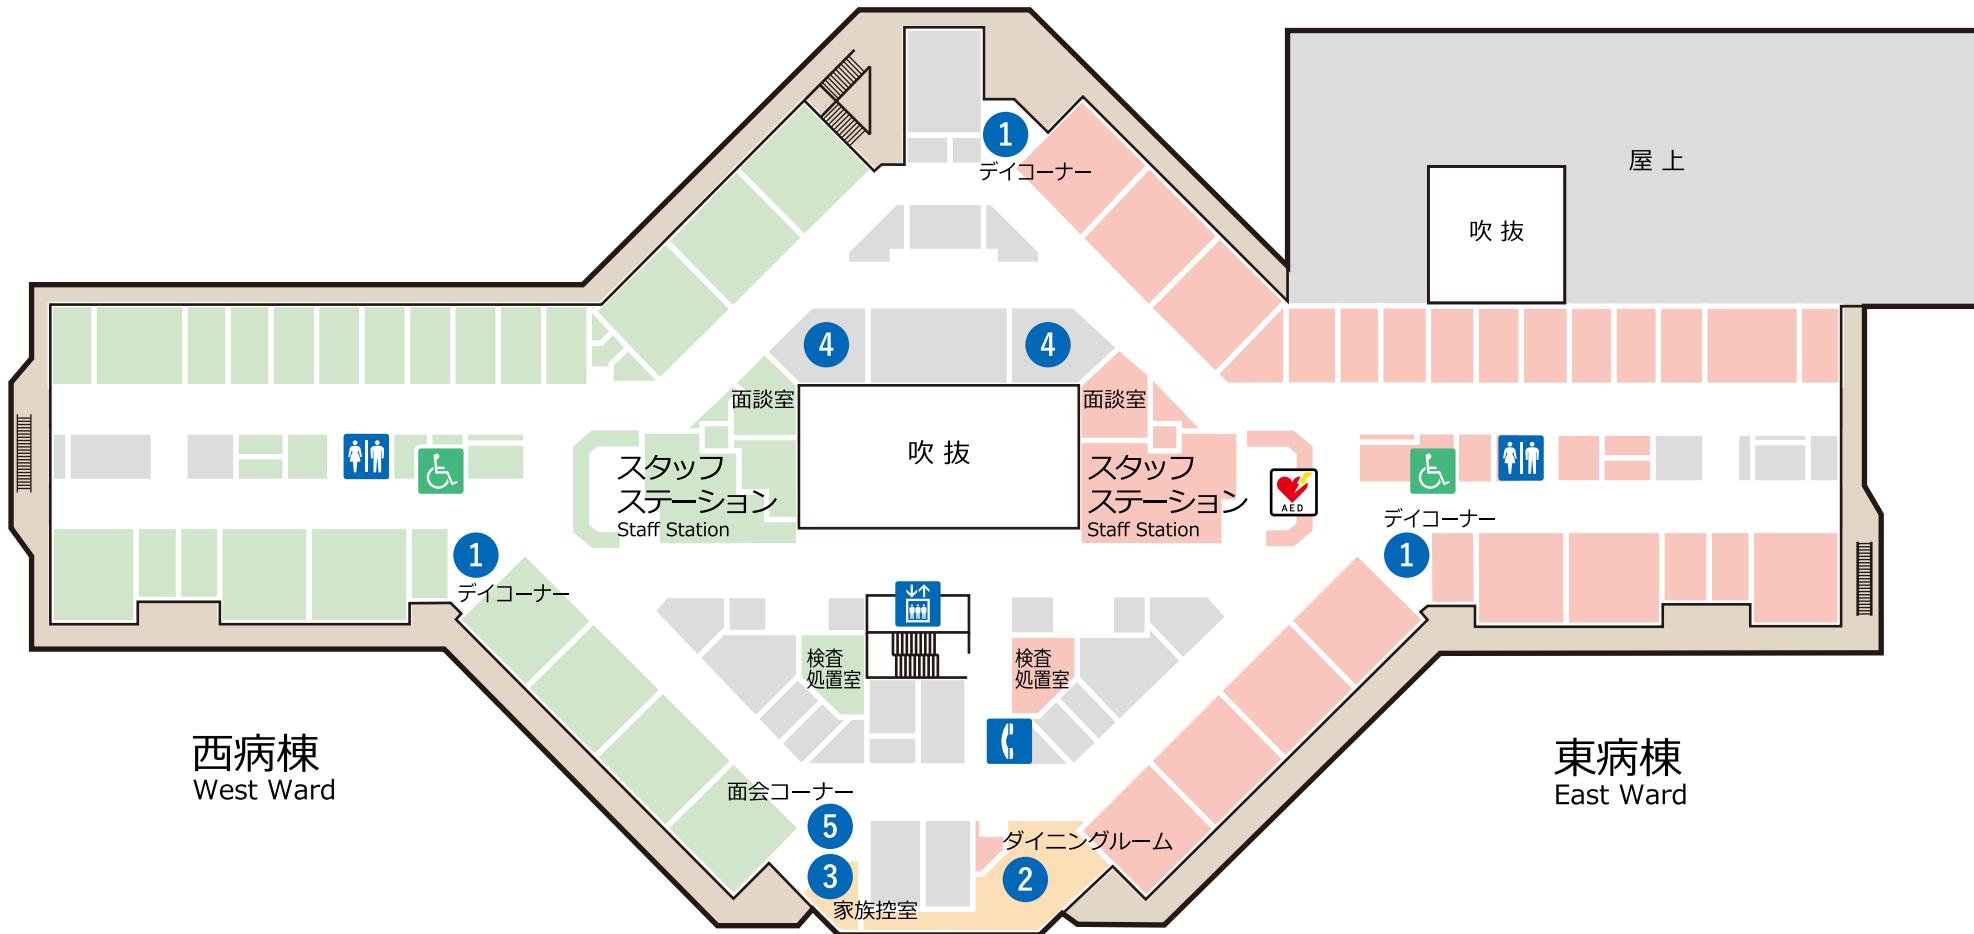 1
デイコーナー
屋上
吹抜
4
4
面談室
面談室
吹抜
スタッフ
ステーション
Staff Station
スタッフ
ステーション
Staff Station
AED
デイコーナー
1
1
デイコーナー
検査
処置室
検査
処置室
西病棟
West Ward
東病棟
East Ward
面会コーナー
5
3
家族控室
ダイニングルーム
2